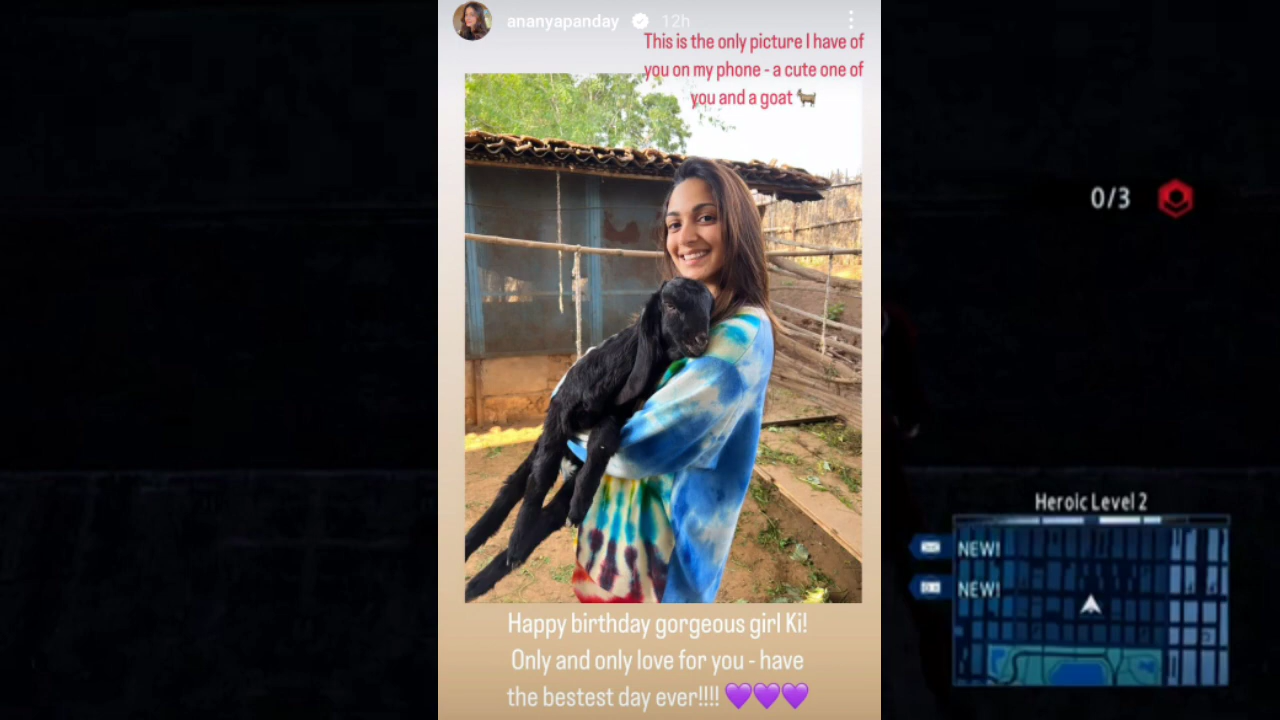 ananyapanday 12h
This is the only picture I have of
you on my phone - a cute one of
you and a goat 🐐
0/3
Heroic Level 2
NEW!
NEW!
Happy birthday gorgeous girl Ki!
Only and only love for you - have
the bestest day ever!!!! 💜💜💜